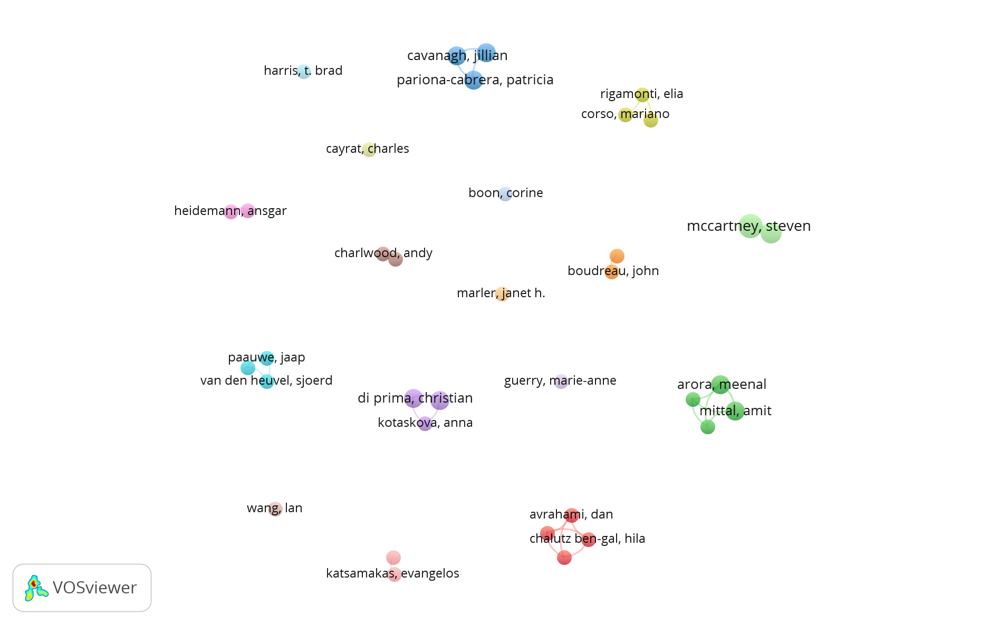 cavanagh, jillian
harris, t. brad
pariona-cabrera, patricia
rigamonti, elia
corso, mariano
cayrat, charles
boon, corine
heidemann, ansgar
mccartney, steven
charlwood, andy
boudreau, john
marler, janet h.
paauwe, jaap
van den heuvel, sjoerd
guerry, marie-anne
arora, meenal
di prima, christian
mittal, amit
kotaskova, anna
wang, lan
avrahami, dan
chalutz ben-gal, hila
katsamakas, evangelos
VOSviewer